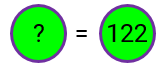 ? = 122